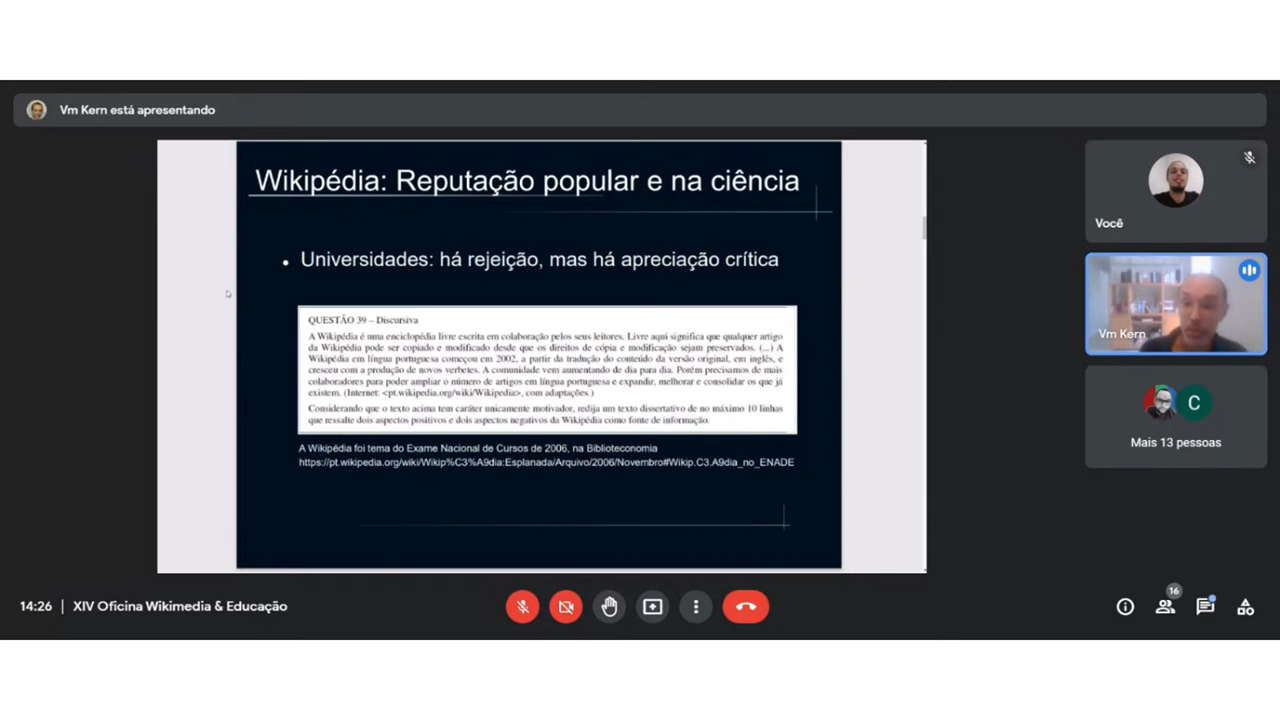 Vm Kern está apresentando
Wikipédia: Reputação popular e na ciência
• Universidades: há rejeição, mas há apreciação crítica
QUESTÃO 39 – Discursiva
A Wikipédia é uma enciclopédia livre escrita em colaboração pelos seus leitores. Livre aqui significa que qualquer artigo
da Wikipédia pode ser copiado e modificado desde que os direitos de cópia e modificação sejam preservados. (...) A
Wikipédia em língua portuguesa começou em 2002, a partir da tradução do conteúdo da versão original, em inglês, e
cresceu com a produção de novos verbetes. A comunidade vem aumentando de dia para dia. Porém precisamos de mais
colaboradores para poder ampliar o número de artigos em língua portuguesa e expandir, melhorar e consolidar os que já
existem. (Internet: <pt.wikipedia.org/wiki/Wikipedia>, com adaptações.)
Considerando que o texto acima tem caráter unicamente motivador, redija um texto dissertativo de no máximo 10 linhas
que ressalte dois aspectos positivos e dois aspectos negativos da Wikipédia como fonte de informação.
A Wikipédia foi tema do Exame Nacional de Cursos de 2006, na Biblioteconomia
https://pt.wikipedia.org/wiki/Wikip%C3%A9dia:Esplanada/Arquivo/2006/Novembro#Wikip.C3.A9dia_no_ENADE
Você
Vm Kern
C
Mais 13 pessoas
14:26 | XIV Oficina Wikimedia & Educação
16